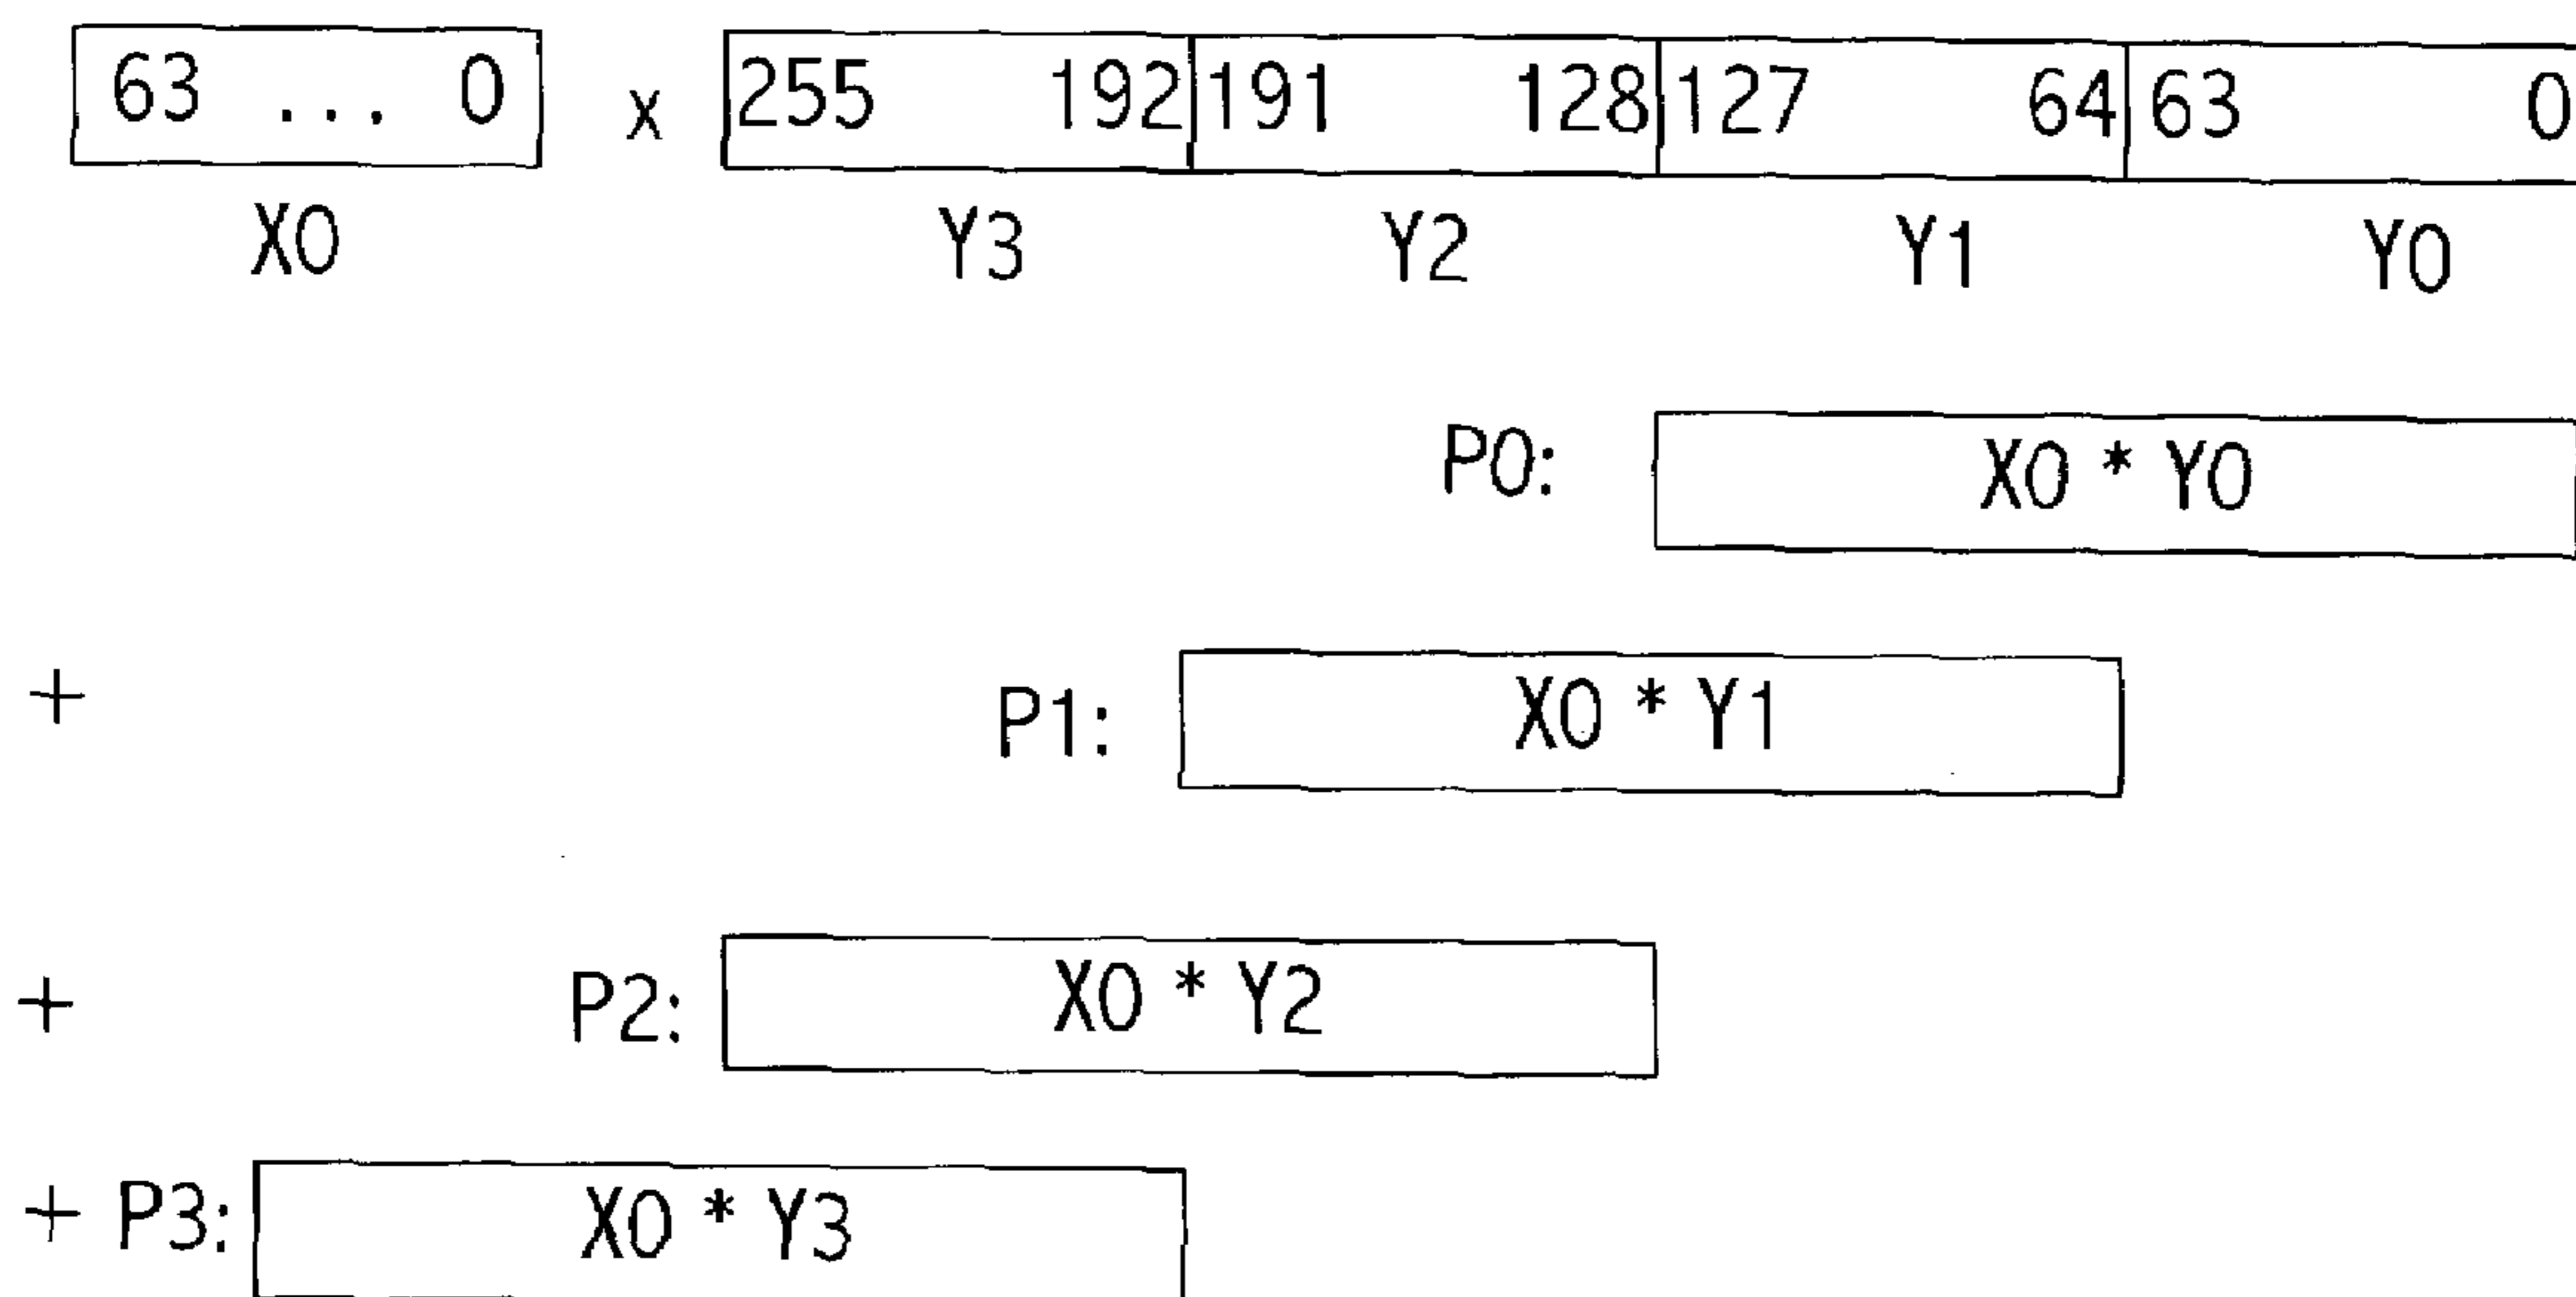 63 ... 0 x 255 192 191 128 127 64 63 0
X0 Y3 Y2 Y1 Y0
P0: X0 * Y0
+ P1: X0 * Y1
+ P2: X0 * Y2
+ P3: X0 * Y3